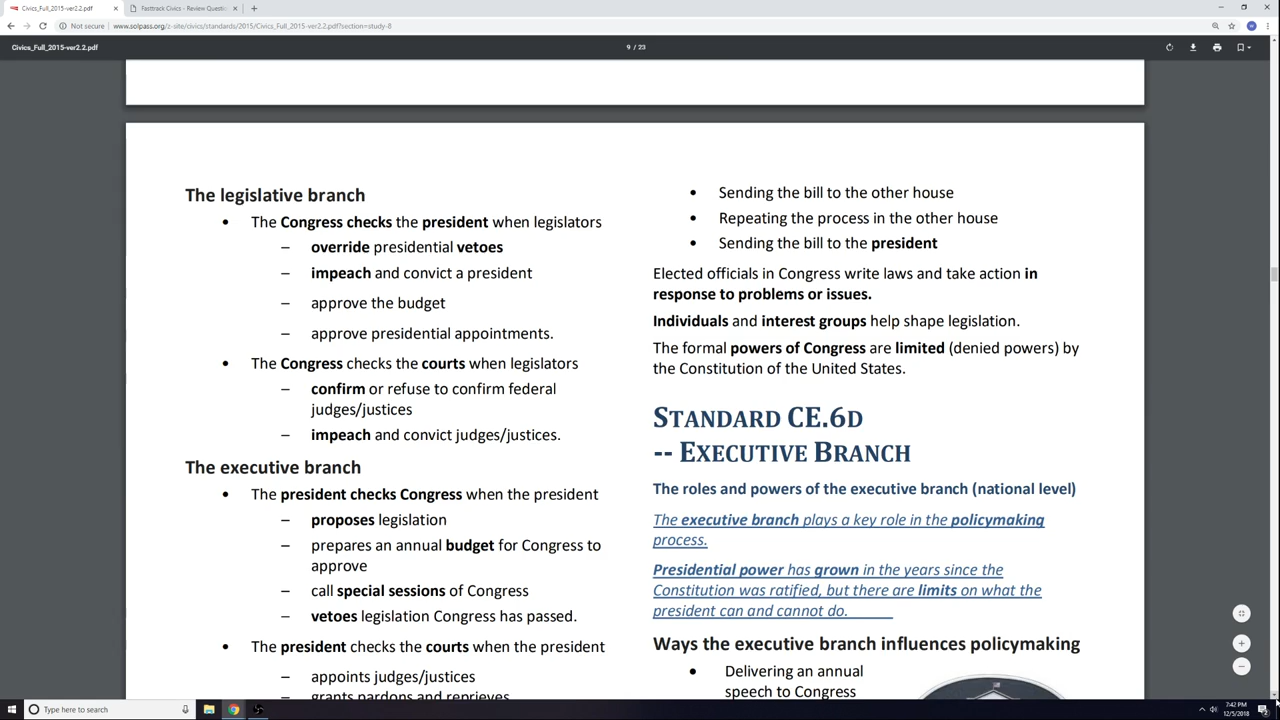 Civics_Full_2015-ver2.2.pdf
Fasttrack Civics - Review Questi
Not secure | www.solpass.org/z-site/civics/standards/2015/Civics_Full_2015-ver2.2.pdf?section=study-8
Civics_Full_2015-ver2.2.pdf
9 / 23
The legislative branch
• The Congress checks the president when legislators
– override presidential vetoes
– impeach and convict a president
– approve the budget
– approve presidential appointments.
• The Congress checks the courts when legislators
– confirm or refuse to confirm federal
judges/justices
– impeach and convict judges/justices.
The executive branch
• The president checks Congress when the president
– proposes legislation
– prepares an annual budget for Congress to
approve
– call special sessions of Congress
– vetoes legislation Congress has passed.
• The president checks the courts when the president
– appoints judges/justices
– grants pardons and reprieves
• Sending the bill to the other house
• Repeating the process in the other house
• Sending the bill to the president
Elected officials in Congress write laws and take action in
response to problems or issues.
Individuals and interest groups help shape legislation.
The formal powers of Congress are limited (denied powers) by
the Constitution of the United States.
STANDARD CE.6D
-- EXECUTIVE BRANCH
The roles and powers of the executive branch (national level)
The executive branch plays a key role in the policymaking
process.
Presidential power has grown in the years since the
Constitution was ratified, but there are limits on what the
president can and cannot do.
Ways the executive branch influences policymaking
• Delivering an annual
speech to Congress
Type here to search
7:42 PM
12/5/2018